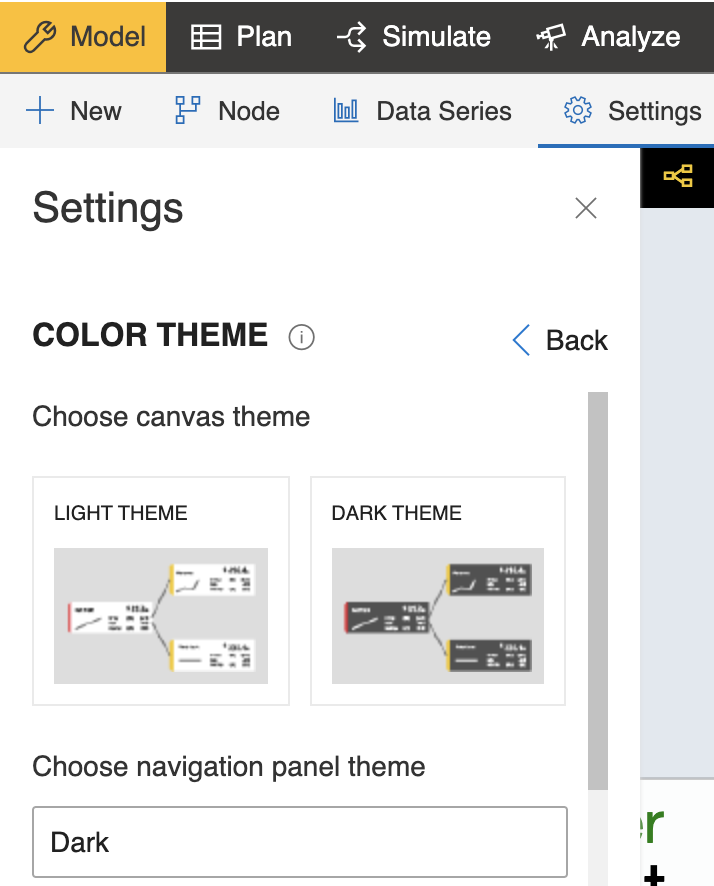 Model Plan Simulate Analyze
New Node Data Series Settings
Settings
COLOR THEME Back
Choose canvas theme
LIGHT THEME DARK THEME
Choose navigation panel theme
Dark
r
+